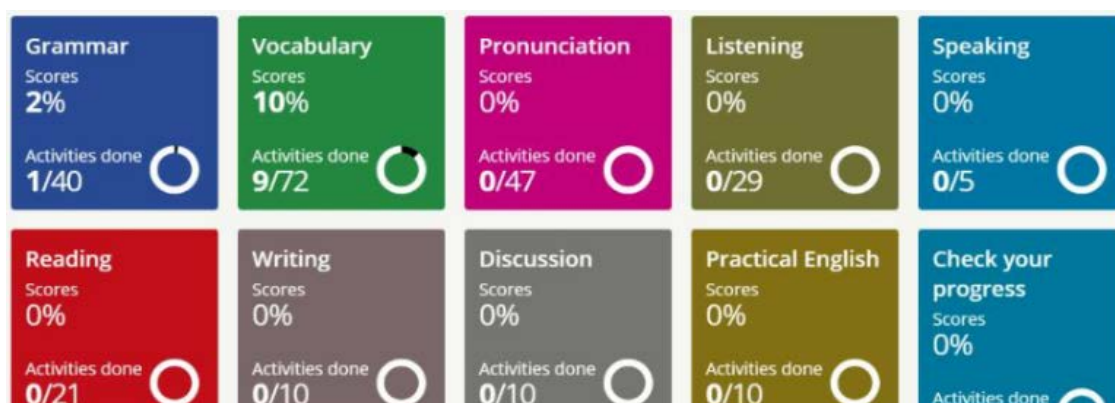 Grammar
Scores
2%
Activities done
1/40
Vocabulary
Scores
10%
Activities done
9/72
Pronunciation
Scores
0%
Activities done
0/47
Listening
Scores
0%
Activities done
0/29
Speaking
Scores
0%
Activities done
0/5
Reading
Scores
0%
Activities done
0/21
Writing
Scores
0%
Activities done
0/10
Discussion
Scores
0%
Activities done
0/10
Practical English
Scores
0%
Activities done
0/10
Check your
progress
Scores
0%
Activities done